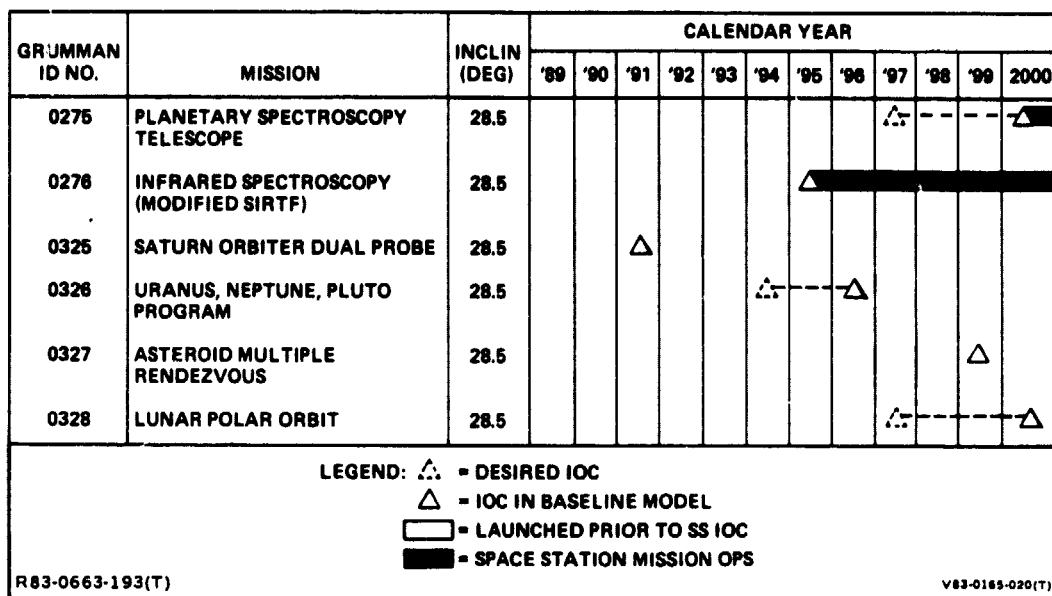 GRUMMAN ID NO. MISSION INCLIN (DEG) CALENDAR YEAR
'89 '90 '91 '92 '93 '94 '95 '96 '97 '98 '99 2000
0275 PLANETARY SPECTROSCOPY TELESCOPE 28.5
0276 INFRARED SPECTROSCOPY (MODIFIED SIRTF) 28.5
0325 SATURN ORBITER DUAL PROBE 28.5
0326 URANUS, NEPTUNE, PLUTO PROGRAM 28.5
0327 ASTEROID MULTIPLE RENDEZVOUS 28.5
0328 LUNAR POLAR ORBIT 28.5
LEGEND: = DESIRED IOC
= IOC IN BASELINE MODEL
= LAUNCHED PRIOR TO SS IOC
= SPACE STATION MISSION OPS
R83-0663-193(T)
V83-0165-020(T)